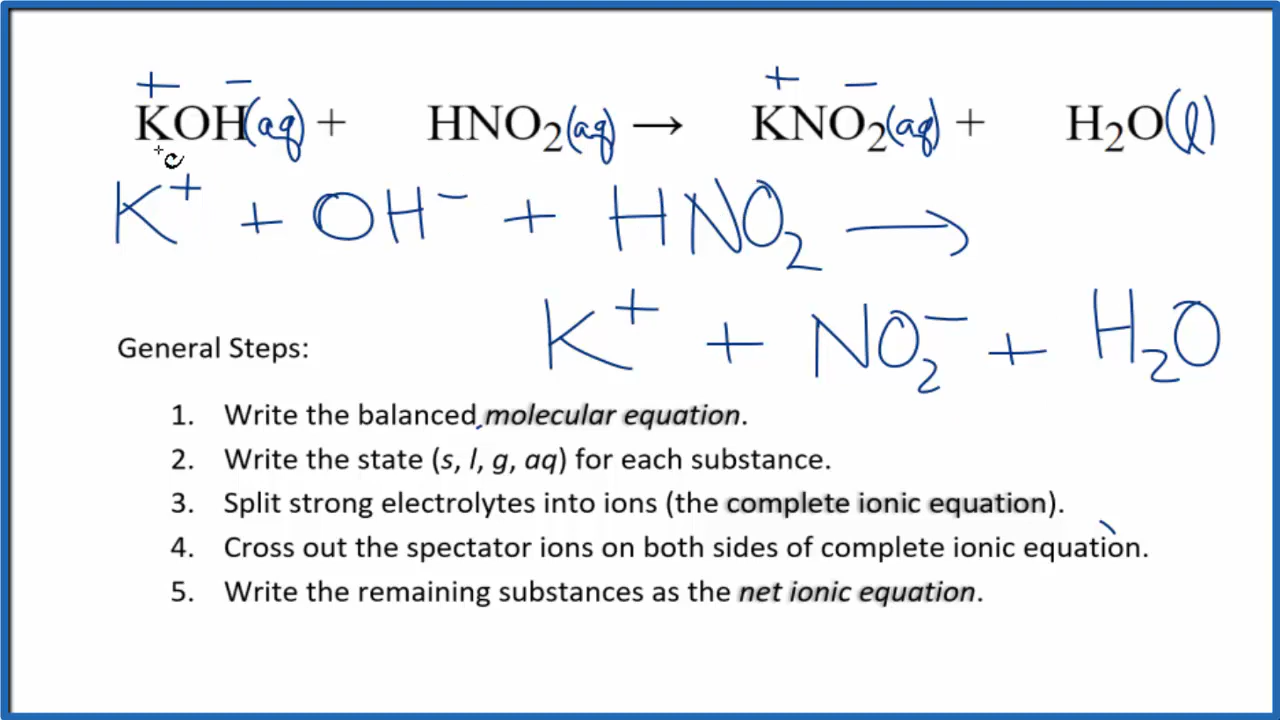 + − + −
KOH(aq) + HNO₂(aq) → KNO₂(aq) + H₂O(l)
K⁺ + OH⁻ + HNO₂ →
K⁺ + NO₂⁻ + H₂O
General Steps:
1. Write the balanced molecular equation.
2. Write the state (s, l, g, aq) for each substance.
3. Split strong electrolytes into ions (the complete ionic equation).
4. Cross out the spectator ions on both sides of complete ionic equation.
5. Write the remaining substances as the net ionic equation.